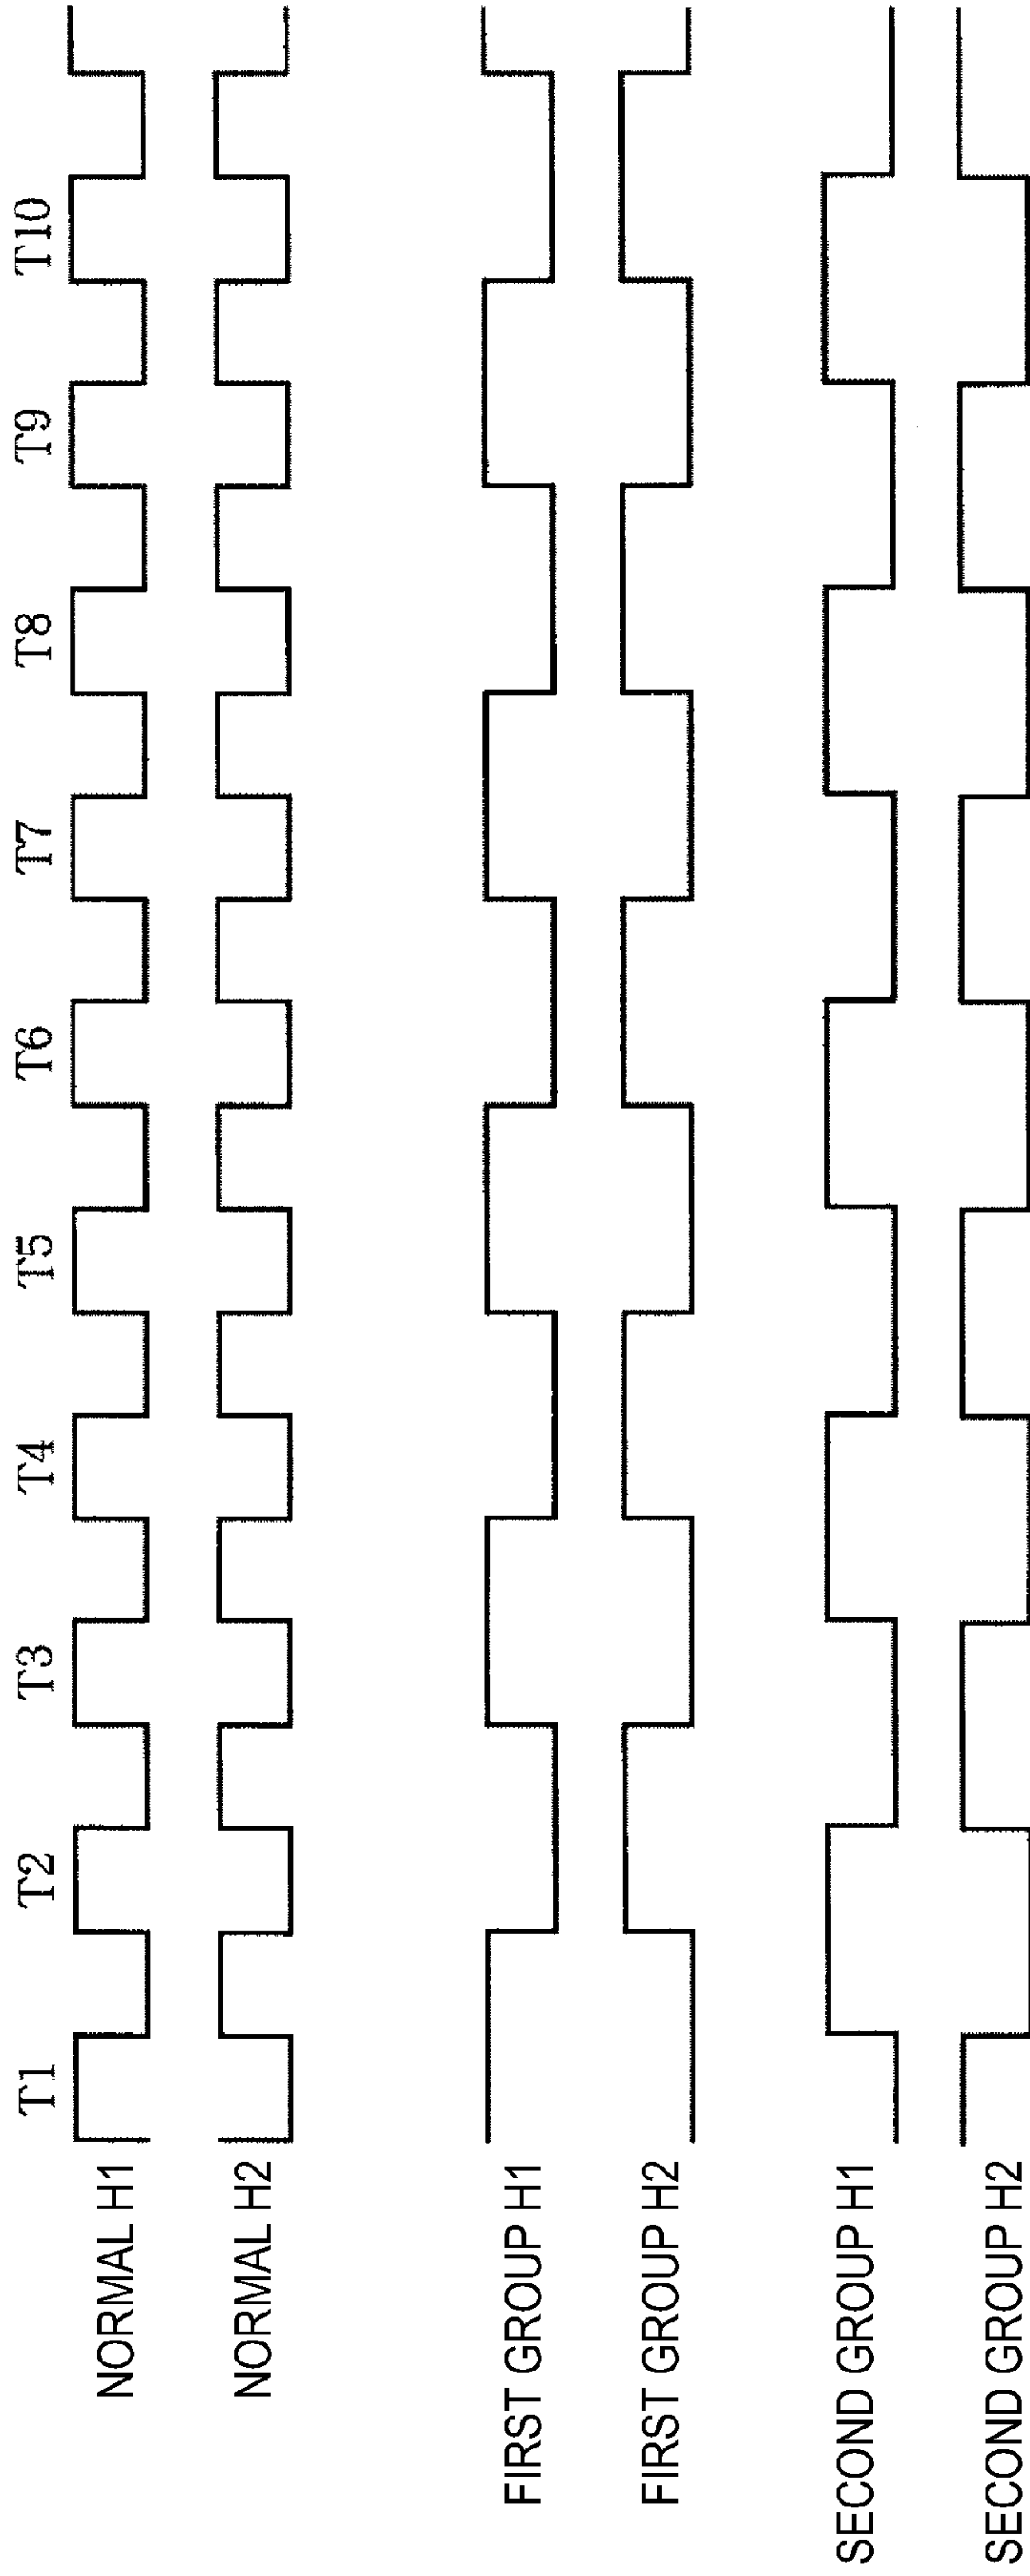 T1 T2 T3 T4 T5 T6 T7 T8 T9 T10
NORMAL H1
NORMAL H2
FIRST GROUP H1
FIRST GROUP H2
SECOND GROUP H1
SECOND GROUP H2